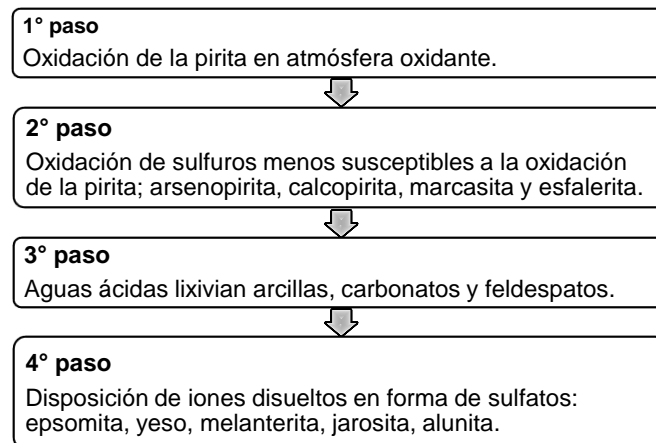 1° paso
Oxidación de la pirita en atmósfera oxidante.
2° paso
Oxidación de sulfuros menos susceptibles a la oxidación
de la pirita; arsenopirita, calcopirita, marcasita y esfalerita.
3° paso
Aguas ácidas lixivian arcillas, carbonatos y feldespatos.
4° paso
Disposición de iones disueltos en forma de sulfatos:
epsomita, yeso, melanterita, jarosita, alunita.